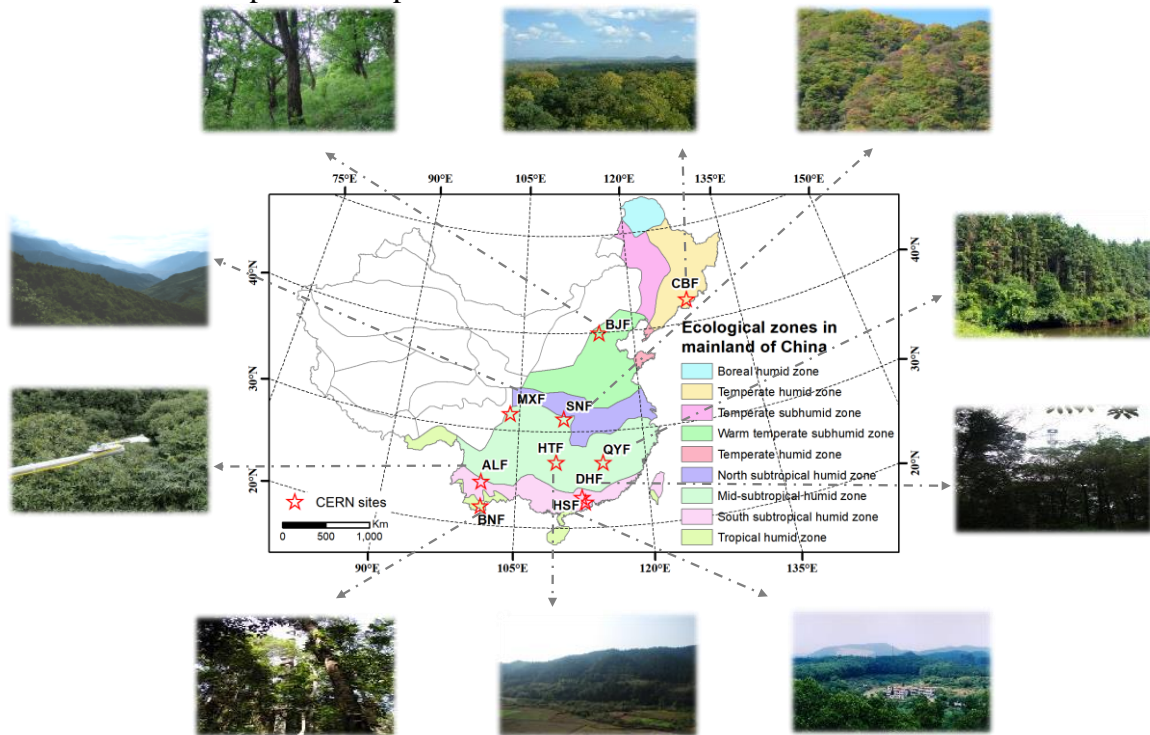 75°E 90°E 105°E 120°E 135°E 150°E
40°N
40°N
30°N
30°N
20°N
20°N
CBF
BJF
MXF
SNF
HTF
QYF
ALF
DHF
HSF
BNF
Ecological zones in
mainland of China
Boreal humid zone
Temperate humid zone
Temperate subhumid zone
Warm temperate subhumid zone
Temperate humid zone
North subtropical humid zone
Mid-subtropical humid zone
South subtropical humid zone
Tropical humid zone
CERN sites
Km
0 500 1,000
90°E 105°E 120°E 135°E